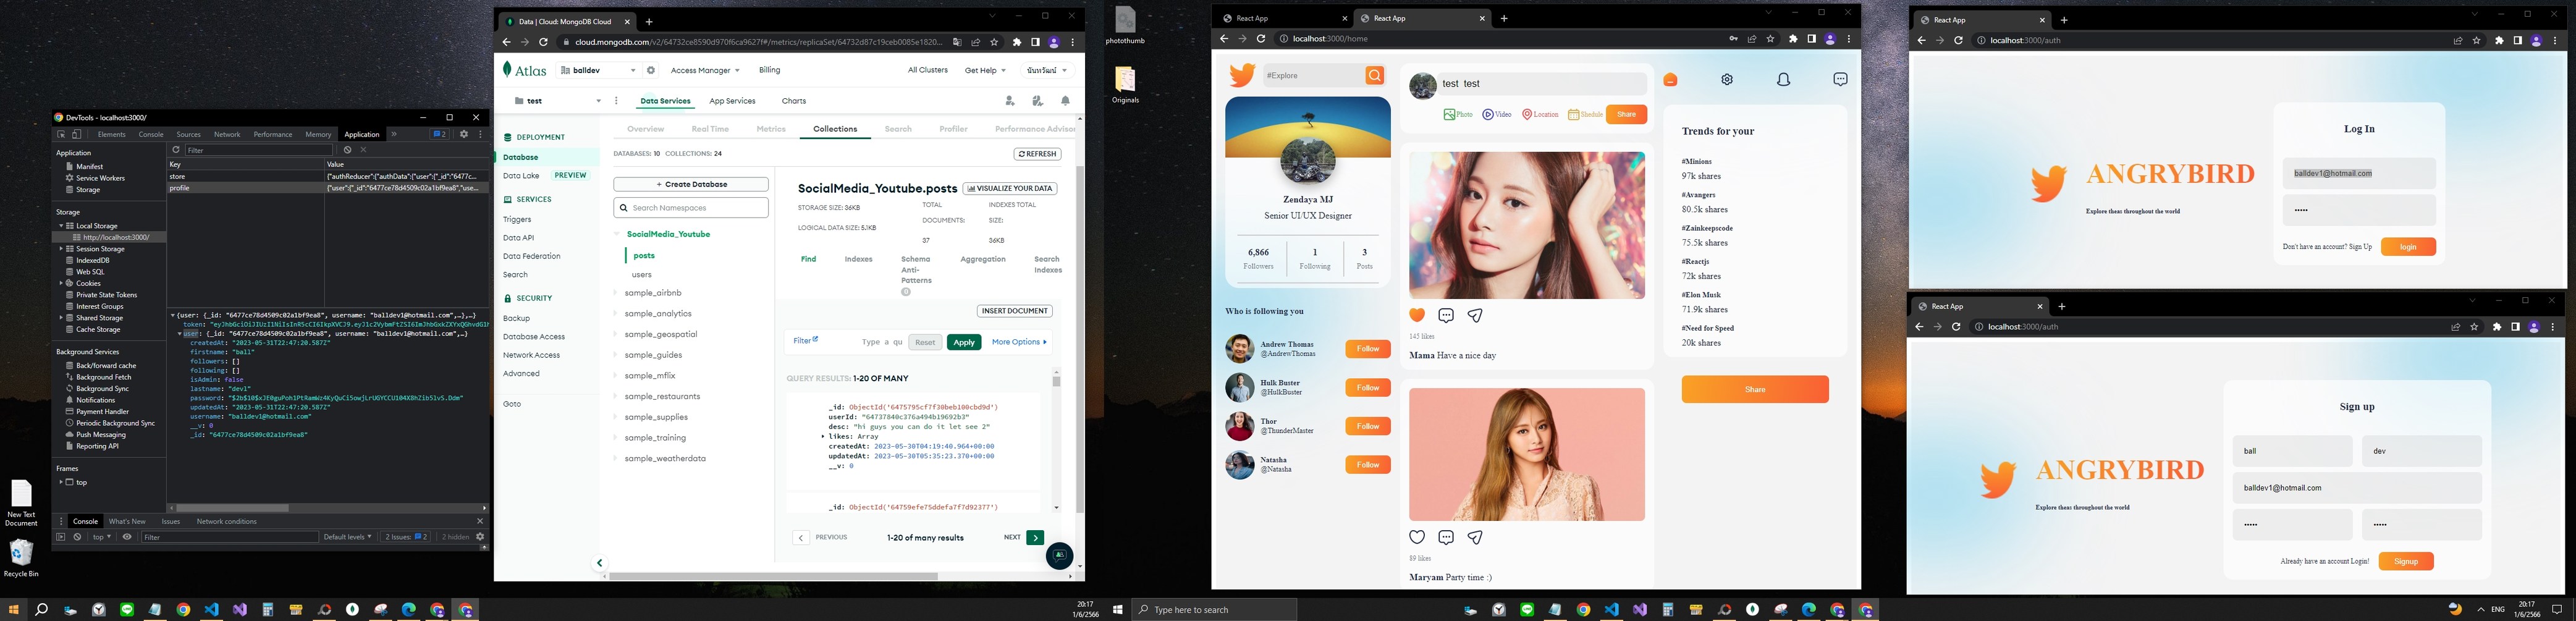 DevTools - localhost:3000/
Elements Console Sources Network Performance Memory Application » 2
Application
Manifest
Service Workers
Storage
Storage
Local Storage
http://localhost:3000/
Session Storage
IndexedDB
Web SQL
Cookies
Private State Tokens
Interest Groups
Shared Storage
Cache Storage
Background Services
Back/forward cache
Background Fetch
Background Sync
Notifications
Payment Handler
Periodic Background Sync
Push Messaging
Reporting API
Frames
top
Filter
Key Value
store {"authReducer":{"authData":{"user":{"_id":"6477c...
profile {"user":{"_id":"6477ce78d4509c02a1bf9ea8","use...
{user: {_id: "6477ce78d4509c02a1bf9ea8", username: "balldev1@hotmail.com",…},…}
user: {_id: "6477ce78d4509c02a1bf9ea8", username: "balldev1@hotmail.com",…}
createdAt: "2023-05-31T22:47:20.587Z"
firstname: "ball"
followers: []
following: []
isAdmin: false
lastname: "dev1"
updatedAt: "2023-05-31T22:47:20.587Z"
username: "balldev1@hotmail.com"
__v: 0
_id: "6477ce78d4509c02a1bf9ea8"
Console What's New Issues Network conditions
top Filter Default levels 2 Issues: 2 2 hidden
New Text Document
Recycle Bin
Data | Cloud: MongoDB Cloud
cloud.mongodb.com/v2/64732ce8590d970f6ca9627f#/metrics/replicaSet/64732d87c19ceb0085e1820...
Atlas balldev Access Manager Billing All Clusters Get Help นันทวัฒน์
test Data Services App Services Charts
DEPLOYMENT
Database
Data Lake PREVIEW
SERVICES
Triggers
Data API
Data Federation
Search
SECURITY
Backup
Database Access
Network Access
Advanced
Goto
Overview Real Time Metrics Collections Search Profiler Performance Advisor
DATABASES: 10 COLLECTIONS: 24 REFRESH
+ Create Database
Search Namespaces
SocialMedia_Youtube
posts
users
sample_airbnb
sample_analytics
sample_geospatial
sample_guides
sample_mflix
sample_restaurants
sample_supplies
sample_training
sample_weatherdata
SocialMedia_Youtube.posts VISUALIZE YOUR DATA
STORAGE SIZE: 36KB
LOGICAL DATA SIZE: 5.1KB
TOTAL DOCUMENTS: 37
INDEXES TOTAL SIZE: 36KB
Find Indexes Schema Anti-Patterns 0 Aggregation Search Indexes
INSERT DOCUMENT
Filter Type a qu Reset Apply More Options
QUERY RESULTS: 1-20 OF MANY
_id: ObjectId('6475795cf7f30beb100cbd9d')
userId: "64737840c376a494b19692b3"
desc: "hi guys you can do it let see 2"
likes: Array
createdAt: 2023-05-30T04:19:40.964+00:00
updatedAt: 2023-05-30T05:35:23.370+00:00
__v: 0
_id: ObjectId('64759efe75ddefa7f7d92377')
PREVIOUS 1-20 of many results NEXT
20:17
1/6/2566
photothumb
Originals
React App React App
localhost:3000/home
#Explore
Zendaya MJ
Senior UI/UX Designer
6,866 1 3
Followers Following Posts
Who is following you
Andrew Thomas
@AndrewThomas
Follow
Hulk Buster
@HulkBuster
Follow
Thor
@ThunderMaster
Follow
Natasha
@Natasha
Follow
test test
Photo Video Location Shedule Share
145 likes
Mama Have a nice day
89 likes
Maryam Party time :)
Trends for your
#Minions
97k shares
#Avangers
80.5k shares
#Zainkeepscode
75.5k shares
#Reactjs
72k shares
#Elon Musk
71.9k shares
#Need for Speed
20k shares
Share
React App
localhost:3000/auth
ANGRYBIRD
Explore theas throughout the world
Log In
balldev1@hotmail.com
•••••
Don't have an account? Sign Up login
React App
localhost:3000/auth
ANGRYBIRD
Explore theas throughout the world
Sign up
ball dev
balldev1@hotmail.com
••••• •••••
Already have an account Login! Signup
Type here to search
ENG
20:17
1/6/2566